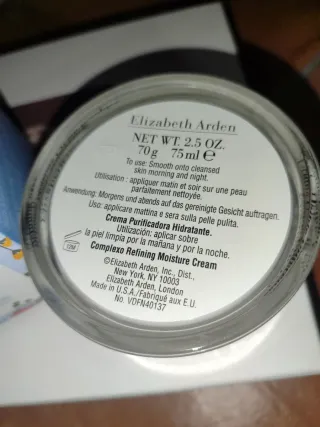 Elizabeth Arden
NET WT. 2.5 OZ.
70 g 75 ml ℮
To use: Smooth onto cleansed
skin morning and night.
Utilisation : appliquer matin et soir sur une peau
parfaitement nettoyée.
Anwendung: Morgens und abends auf das gereinigte Gesicht auftragen.
Uso: applicare mattina e sera sulla pelle pulita.
Crema Purificadora Hidratante.
Utilización: aplicar sobre
la piel limpia por la mañana y por la noche.
Complexo Refining Moisture Cream
©Elizabeth Arden, Inc., Dist.,
New York, NY 10003
Elizabeth Arden, London
Made in U.S.A./Fabriqué aux E.U.
No. VDFN40137